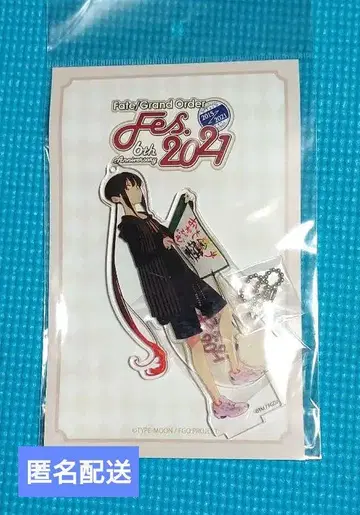 Fate/Grand Order
Fes.
2015→2021
6th
Anniversary
2021
©TYPE-MOON / FGO PROJECT
匿名配送